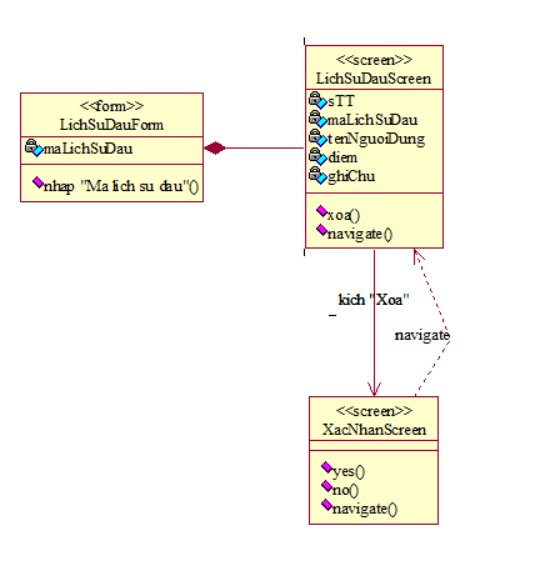 <<form>>
LichSuDauForm
maLichSuDau
nhap "Ma lich su dau"()
<<screen>>
LichSuDauScreen
sTT
maLichSuDau
tenNguoiDung
diem
ghiChu
xoa()
navigate()
_kich "Xoa"
navigate
<<screen>>
XacNhanScreen
yes()
no()
navigate()